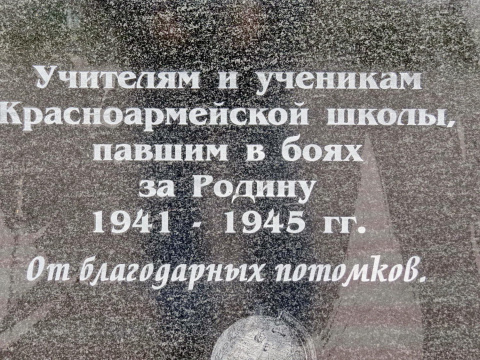 Учителям и ученикам
Красноармейской школы,
павшим в боях
за Родину
1941 - 1945 гг.
От благодарных потомков.